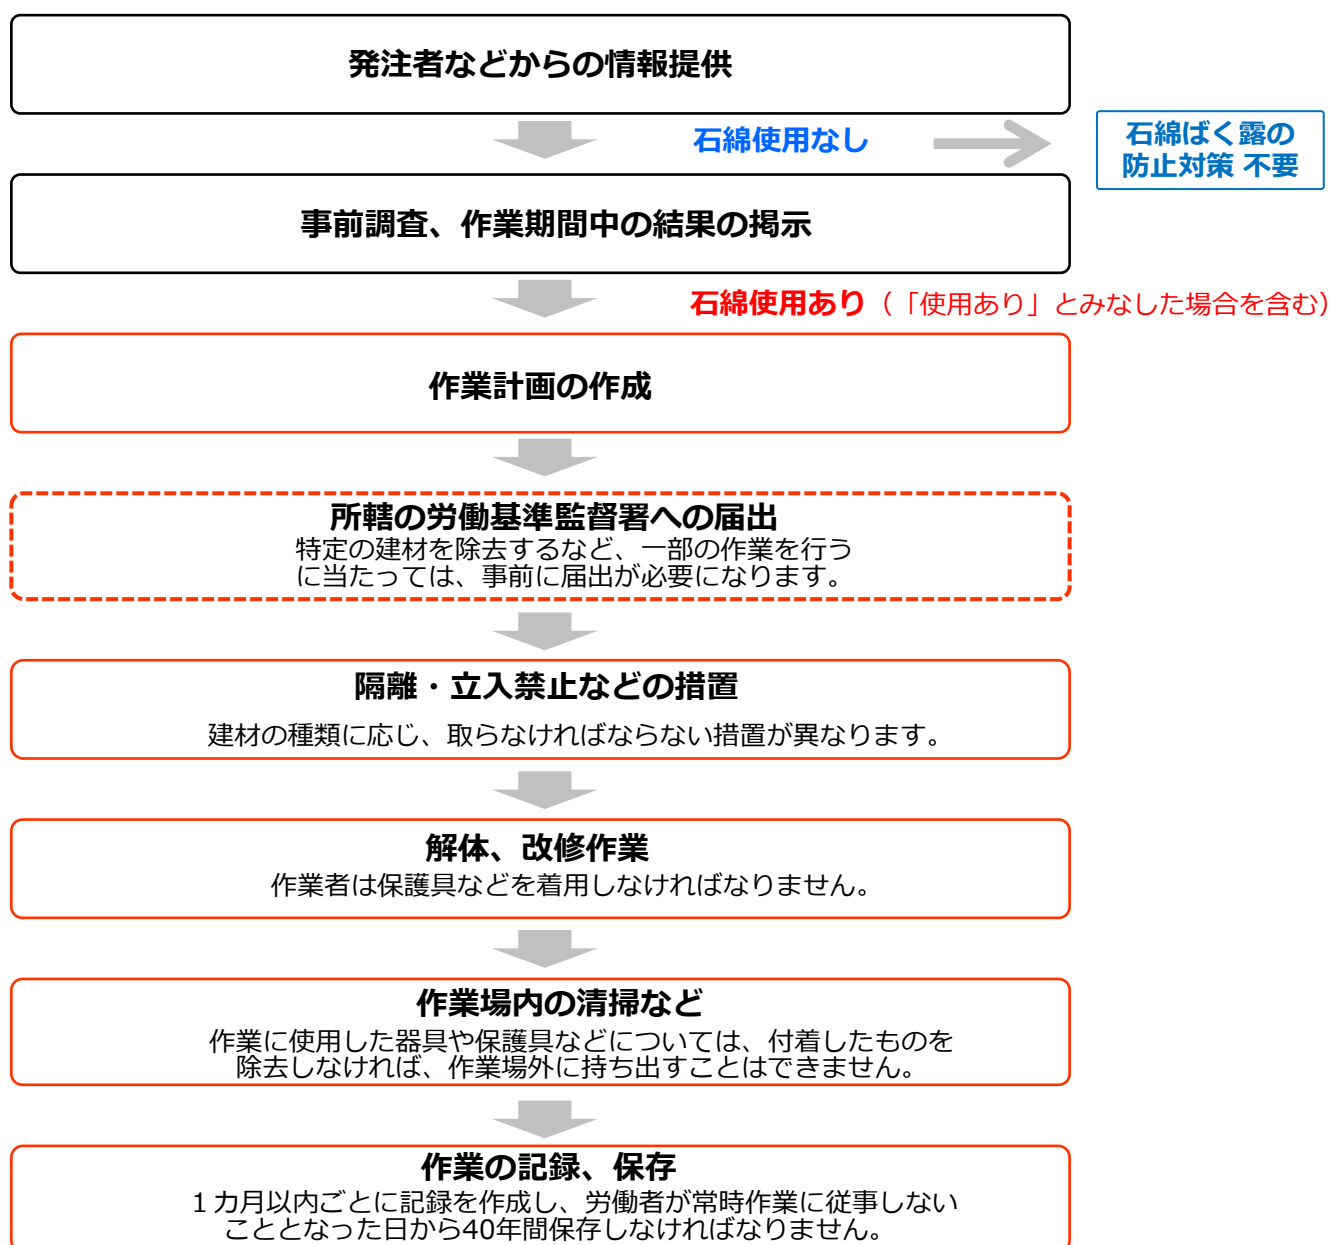 発注者などからの情報提供
石綿使用なし
石綿ばく露の
防止対策 不要
事前調査、作業期間中の結果の掲示
石綿使用あり（「使用あり」とみなした場合を含む）
作業計画の作成
所轄の労働基準監督署への届出
特定の建材を除去するなど、一部の作業を行う
に当たっては、事前に届出が必要になります。
隔離・立入禁止などの措置
建材の種類に応じ、取らなければならない措置が異なります。
解体、改修作業
作業者は保護具などを着用しなければなりません。
作業場内の清掃など
作業に使用した器具や保護具などについては、付着したものを
除去しなければ、作業場外に持ち出すことはできません。
作業の記録、保存
１カ月以内ごとに記録を作成し、労働者が常時作業に従事しない
こととなった日から40年間保存しなければなりません。